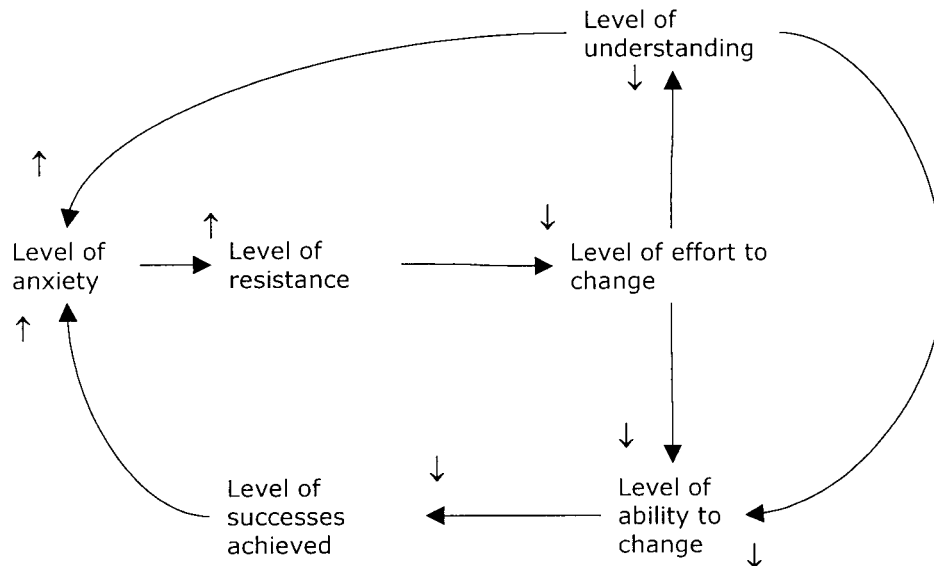 Level of
understanding
Level of
anxiety
Level of
resistance
Level of effort to
change
Level of
successes
achieved
Level of
ability to
change